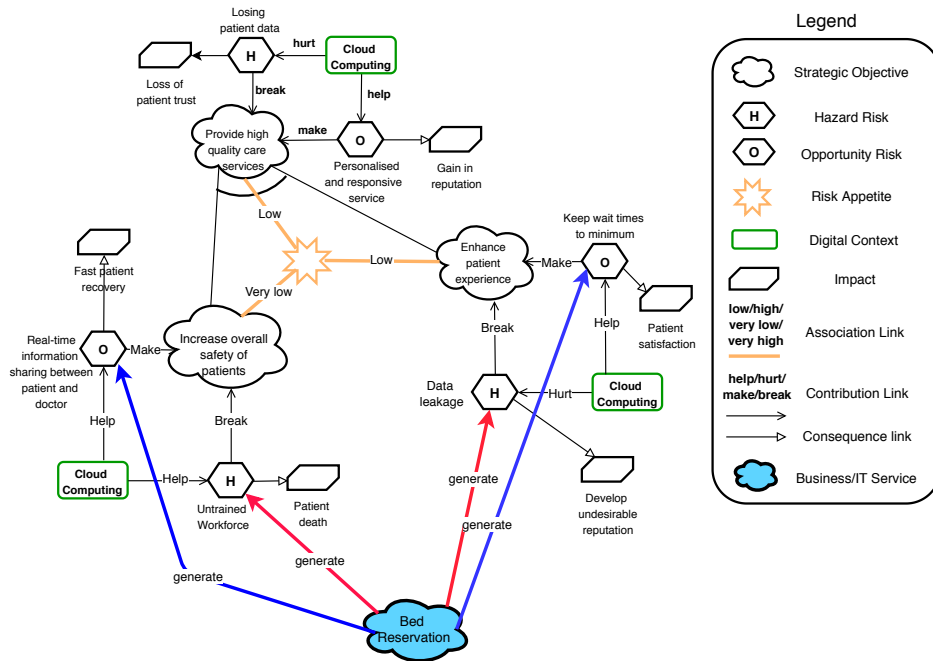 Losing
patient data
H
hurt
Cloud
Computing
Loss of
patient trust
break
help
Provide high
quality care
services
make
O
Personalised
and responsive
service
Gain in
reputation
Low
Keep wait times
to minimum
Enhance
patient
experience
Make
O
Low
Fast patient
recovery
Very low
Break
Help
Patient
satisfaction
Real-time
information
sharing between
patient and
doctor
O
Make
Increase overall
safety of
patients
Data
leakage
H
Hurt
Cloud
Computing
Help
Break
Cloud
Computing
Help
H
Untrained
Workforce
Patient
death
generate
Develop
undesirable
reputation
generate
generate
generate
Bed
Reservation
Legend
Strategic Objective
H
Hazard Risk
O
Opportunity Risk
Risk Appetite
Digital Context
Impact
low/high/
very low/
very high
Association Link
help/hurt/
make/break
Contribution Link
Consequence link
Business/IT Service